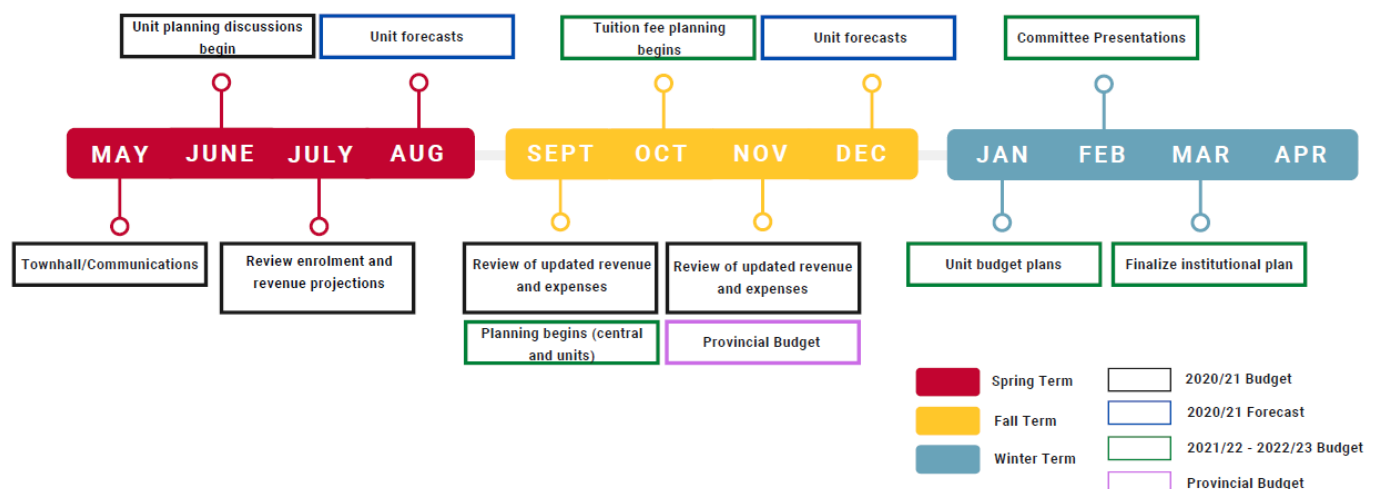 Unit planning discussions
begin
Unit forecasts
Tuition fee planning
begins
Unit forecasts
Committee Presentations
MAY JUNE JULY AUG SEPT OCT NOV DEC JAN FEB MAR APR
Townhall/Communications
Review enrolment and
revenue projections
Review of updated revenue
and expenses
Planning begins (central
and units)
Review of updated revenue
and expenses
Provincial Budget
Unit budget plans
Finalize institutional plan
Spring Term
Fall Term
Winter Term
2020/21 Budget
2020/21 Forecast
2021/22 - 2022/23 Budget
Provincial Budget